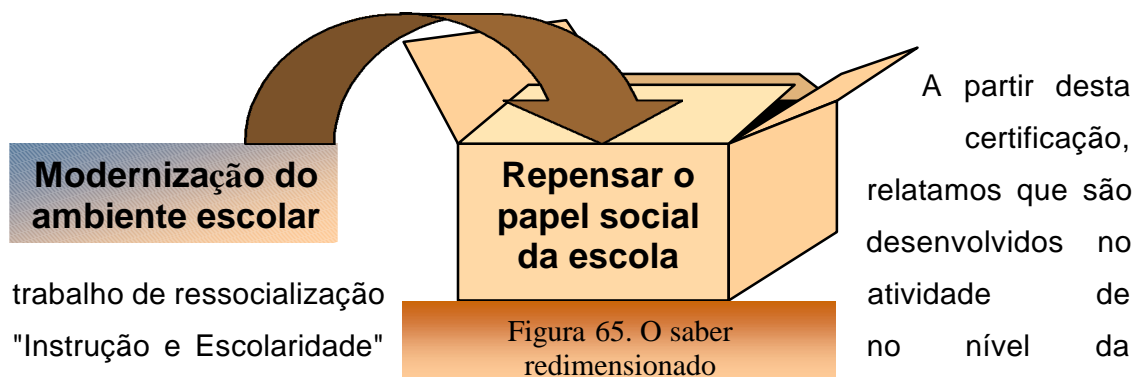 A partir desta
certificação,
Modernização do
ambiente escolar
Repensar o
papel social
da escola
relatamos que são
desenvolvidos no
trabalho de ressocialização
atividade de
"Instrução e Escolaridade"
no nível da
Figura 65. O saber
redimensionado